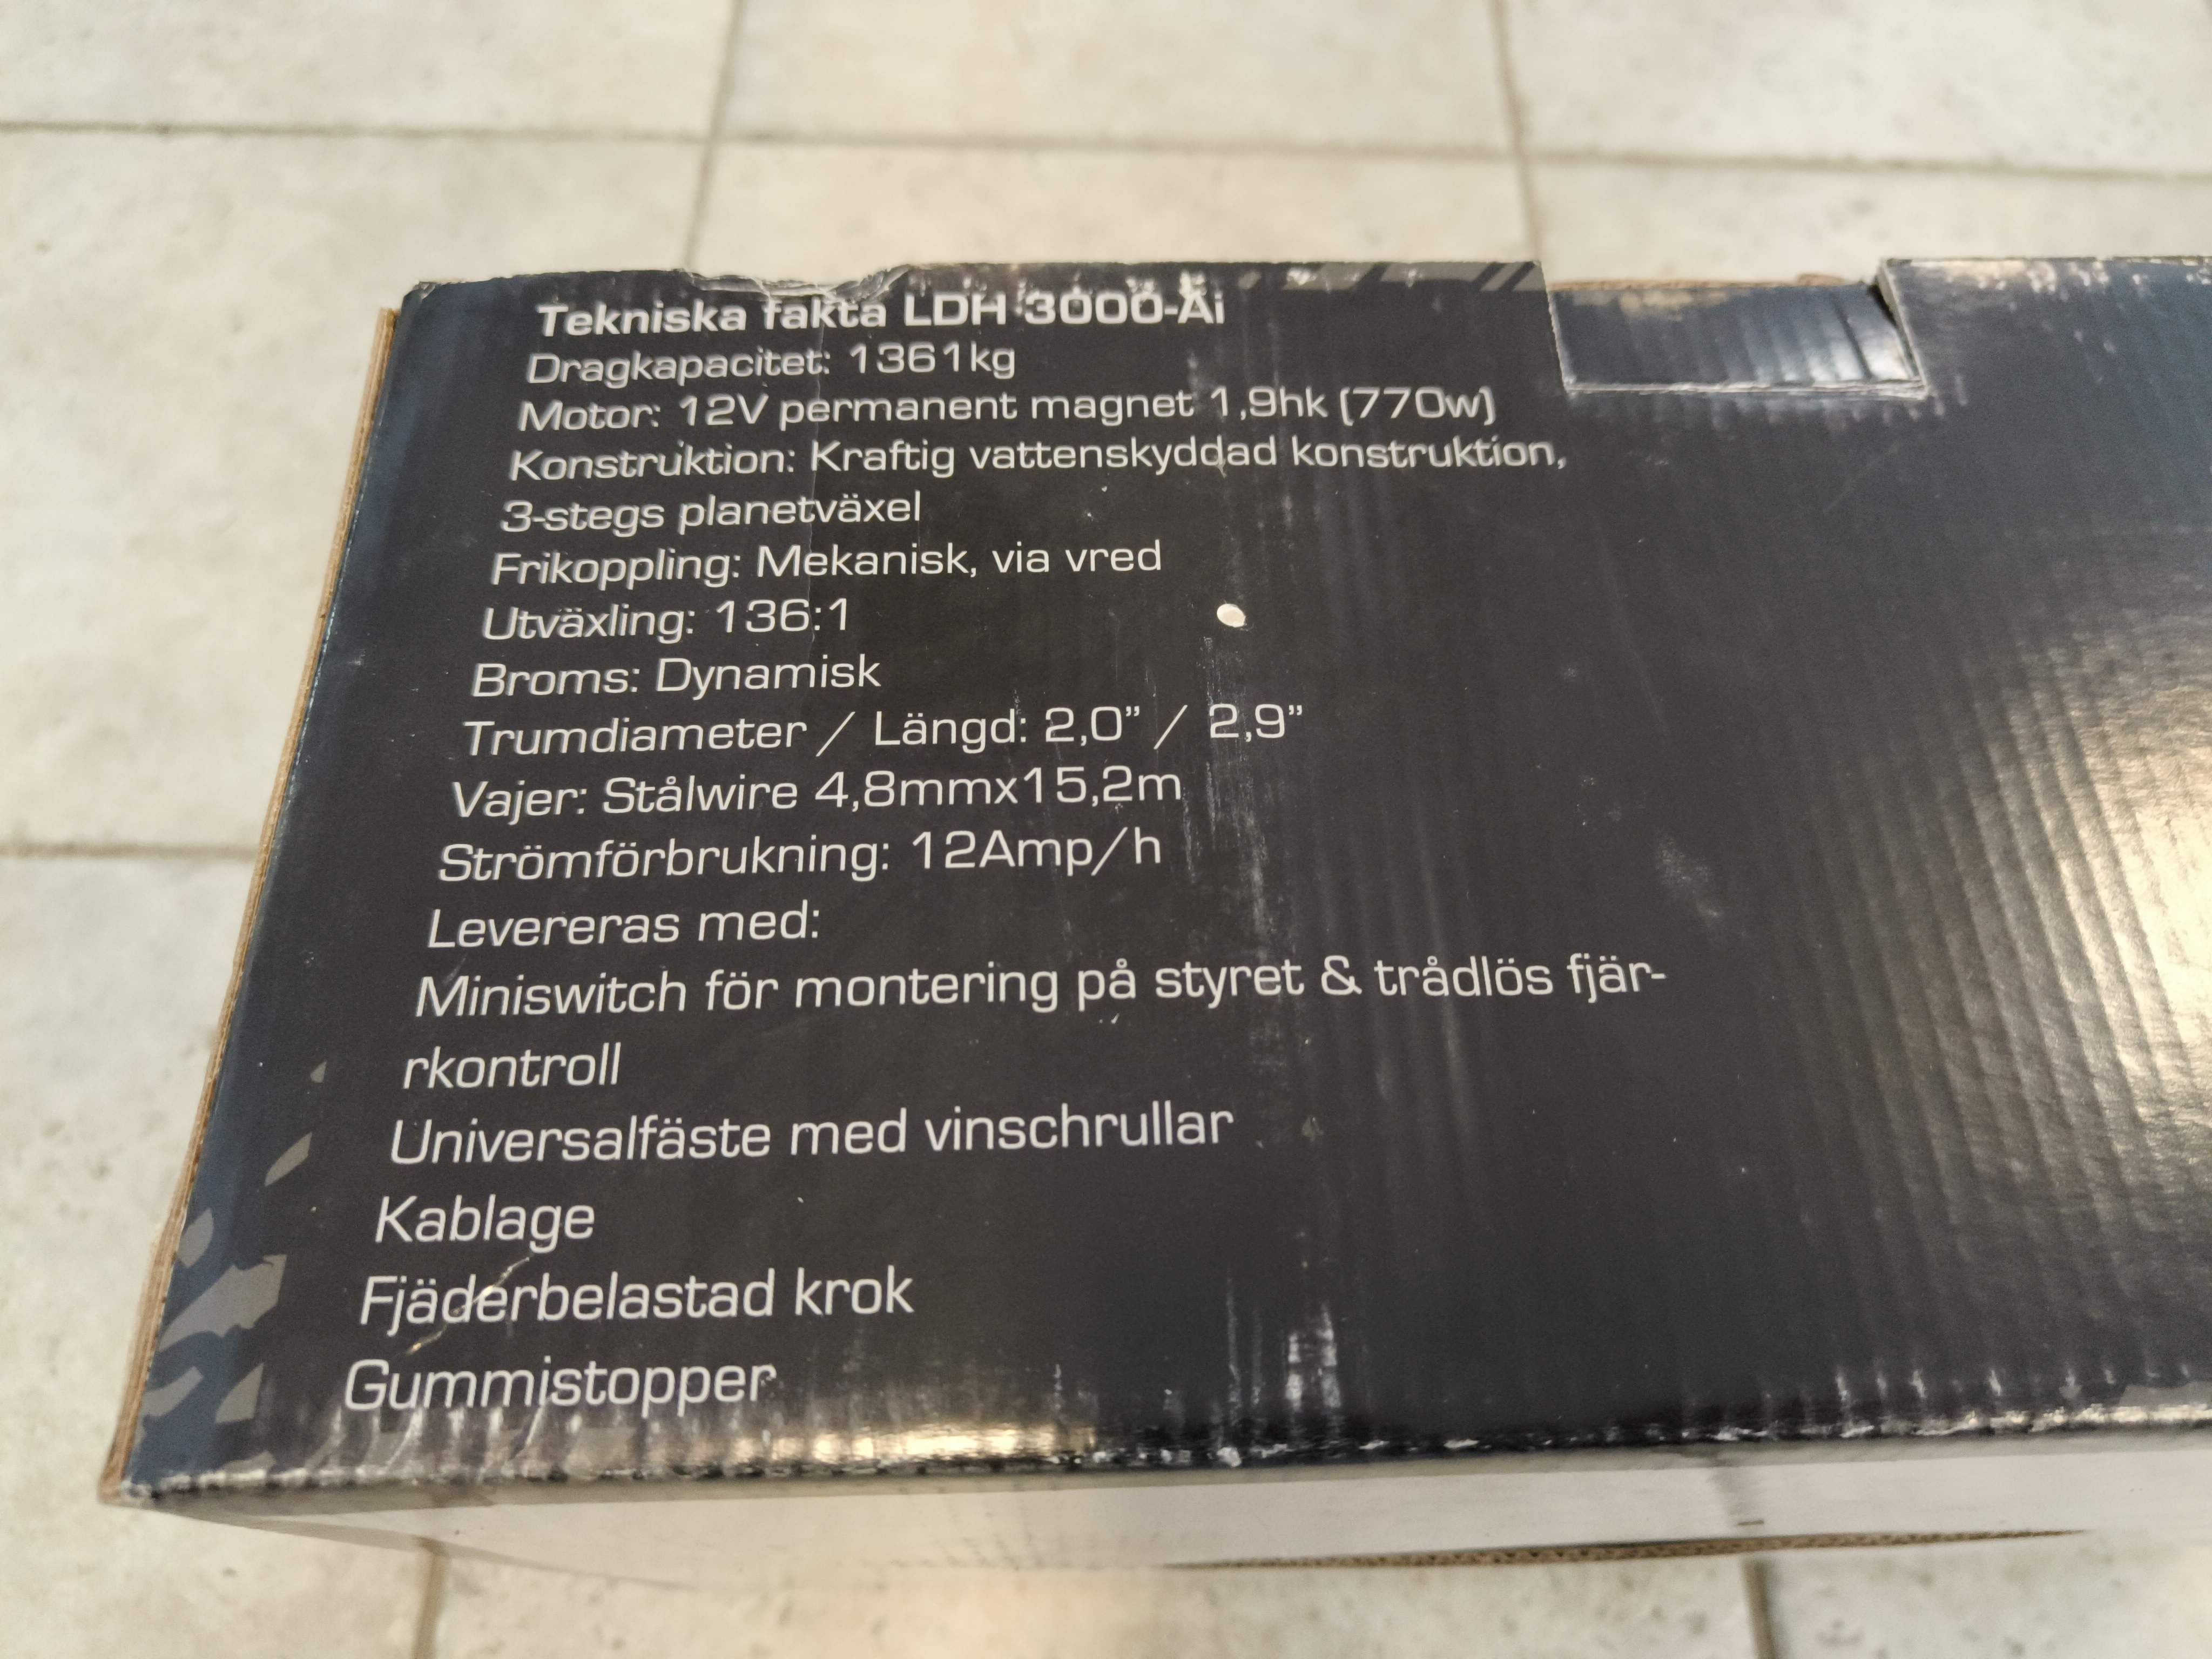 Tekniska fakta LDH 3000-Ai
Dragkapacitet: 1361kg
Motor: 12V permanent magnet 1,9hk (770w)
Konstruktion: Kraftig vattenskyddad konstruktion,
3-stegs planetväxel
Frikoppling: Mekanisk, via vred
Utväxling: 136:1
Broms: Dynamisk
Trumdiameter / Längd: 2,0” / 2,9”
Vajer: Stålwire 4,8mmx15,2m
Strömförbrukning: 12Amp/h
Levereras med:
Miniswitch för montering på styret & trådlös fjär-
rkontroll
Universalfäste med vinschrullar
Kablage
Fjäderbelastad krok
Gummistopper